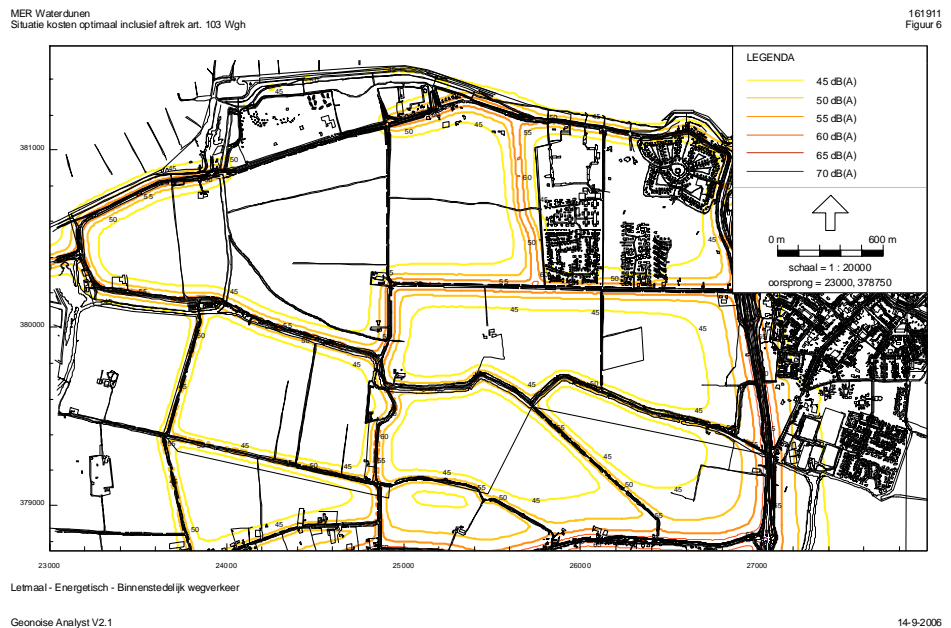 MER Waterdunen
Situatie kosten optimaal inclusief aftrek art. 103 Wgh
161911
Figuur 6
LEGENDA
45 dB(A)
50 dB(A)
55 dB(A)
60 dB(A)
65 dB(A)
70 dB(A)
0 m 600 m
schaal = 1 : 20000
oorsprong = 23000, 378750
381000
380000
379000
23000 24000 25000 26000 27000
Letmaal - Energetisch - Binnenstedelijk wegverkeer
Geonoise Analyst V2.1
14-9-2006